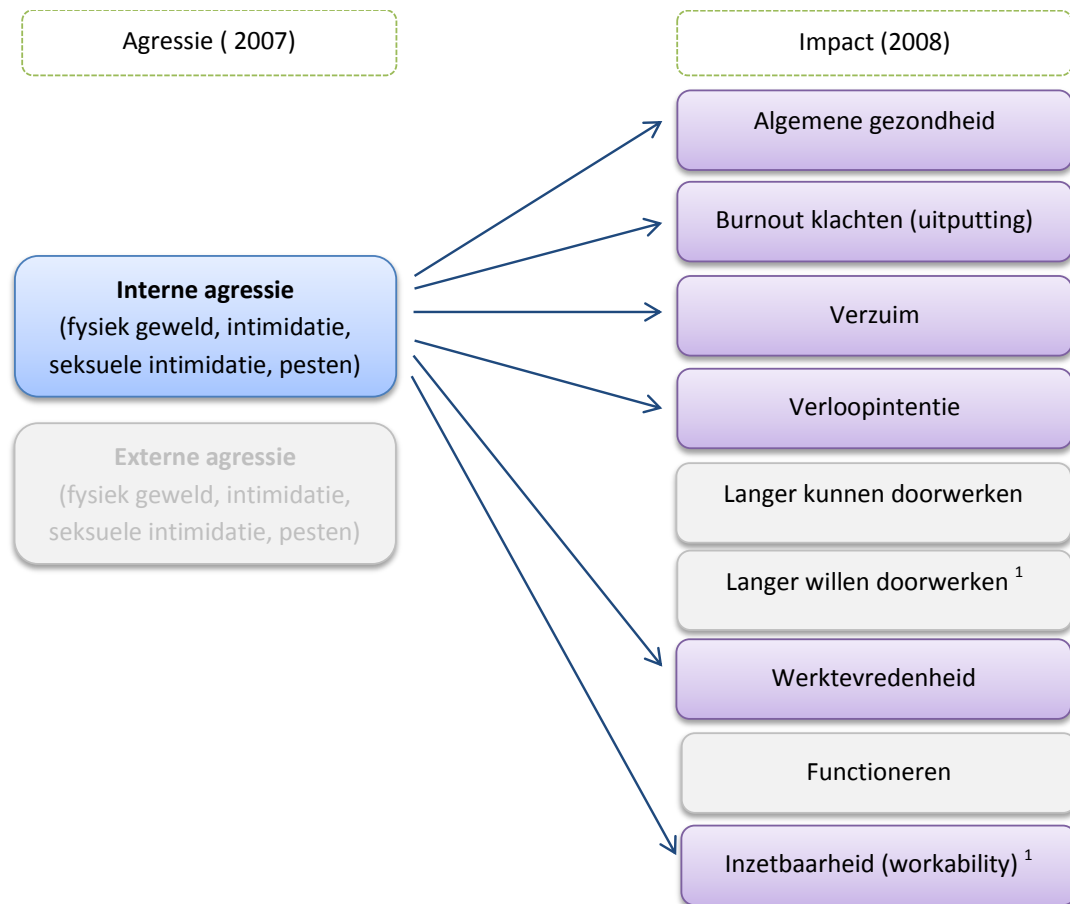 Agressie ( 2007)
Impact (2008)
Interne agressie
(fysiek geweld, intimidatie,
seksuele intimidatie, pesten)
Externe agressie
(fysiek geweld, intimidatie,
seksuele intimidatie, pesten)
Algemene gezondheid
Burnout klachten (uitputting)
Verzuim
Verloopintentie
Langer kunnen doorwerken
Langer willen doorwerken 1
Werktevredenheid
Functioneren
Inzetbaarheid (workability) 1